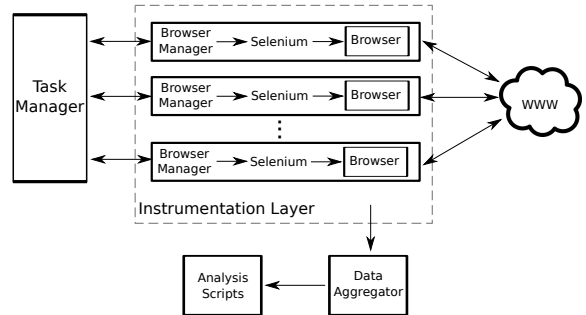 Task
Manager
Browser
Manager
Selenium
Browser
Browser
Manager
Selenium
Browser
Browser
Manager
Selenium
Browser
Instrumentation Layer
www
Analysis
Scripts
Data
Aggregator